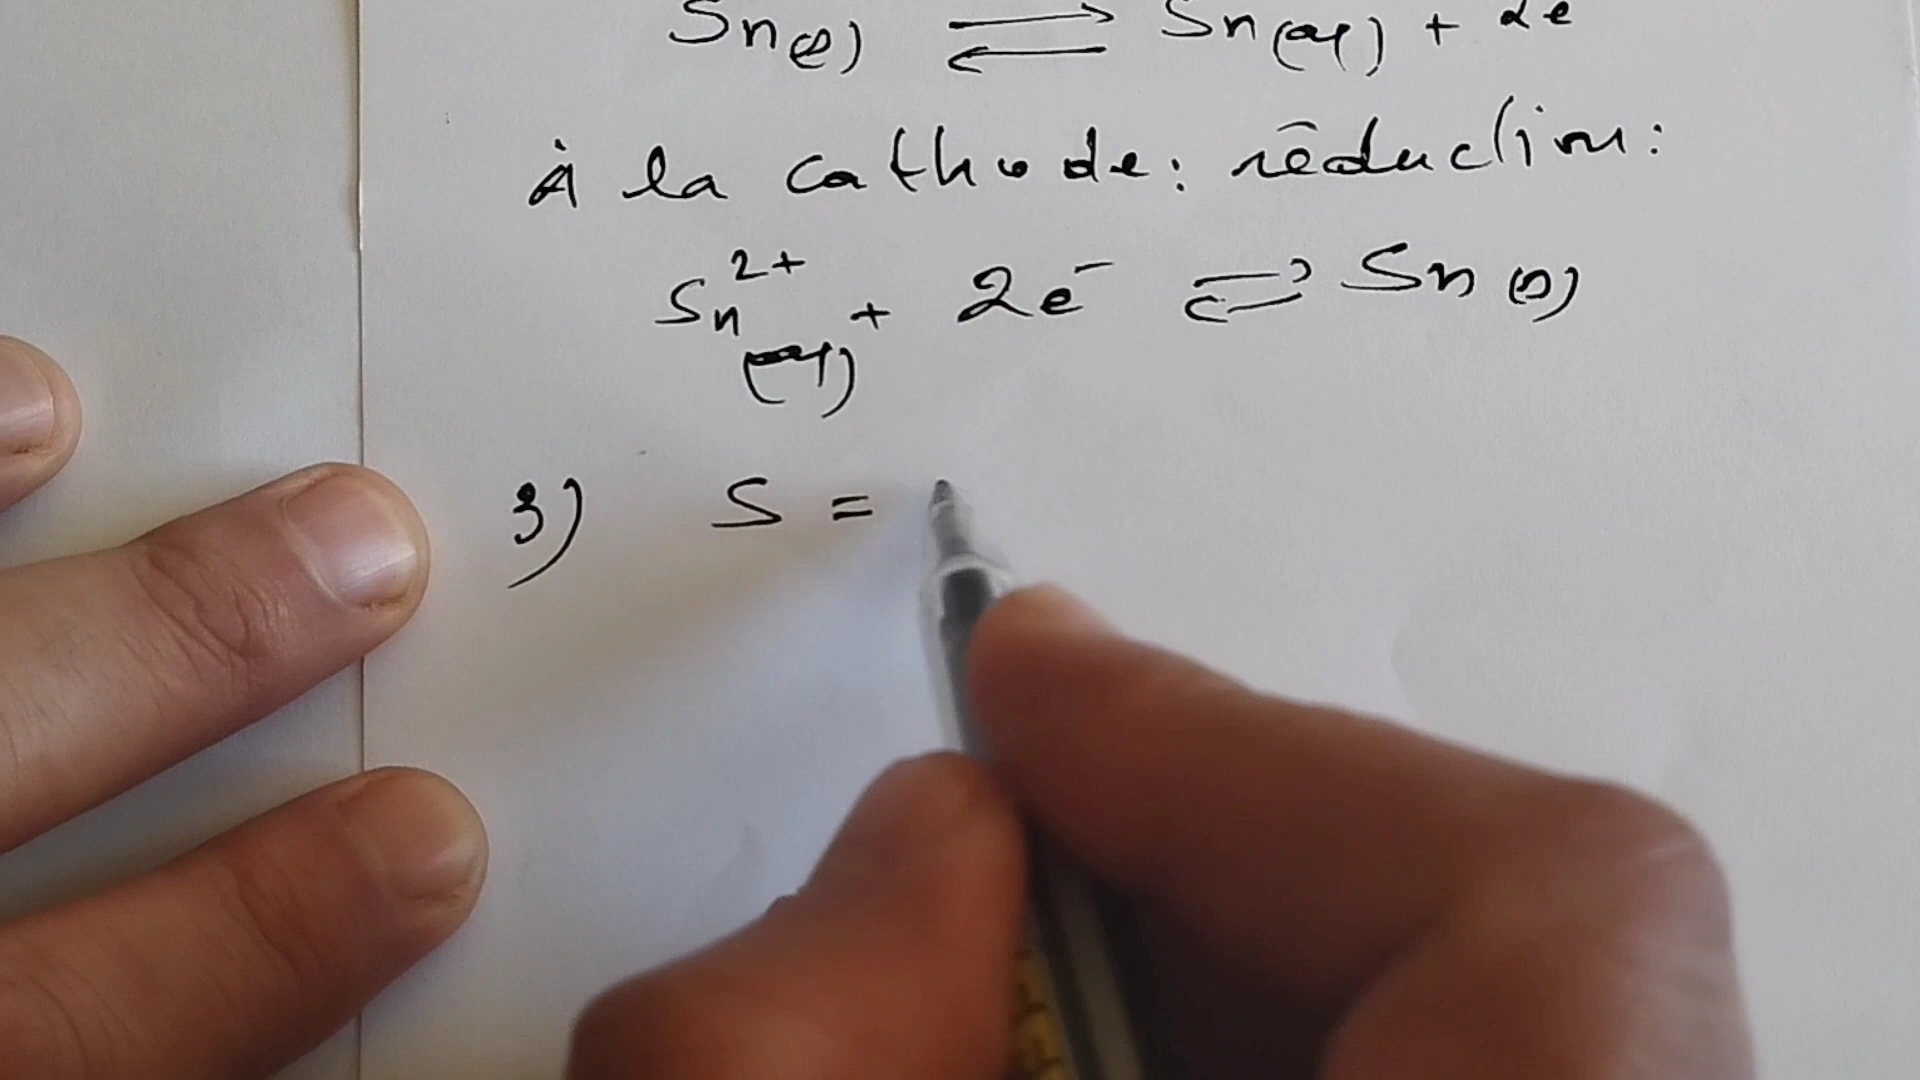 Sn(s) ⇌ Sn(aq) + 2e
À la cathode : réduction :
Sn²⁺(aq) + 2e⁻ ⇌ Sn (s)
3) S =